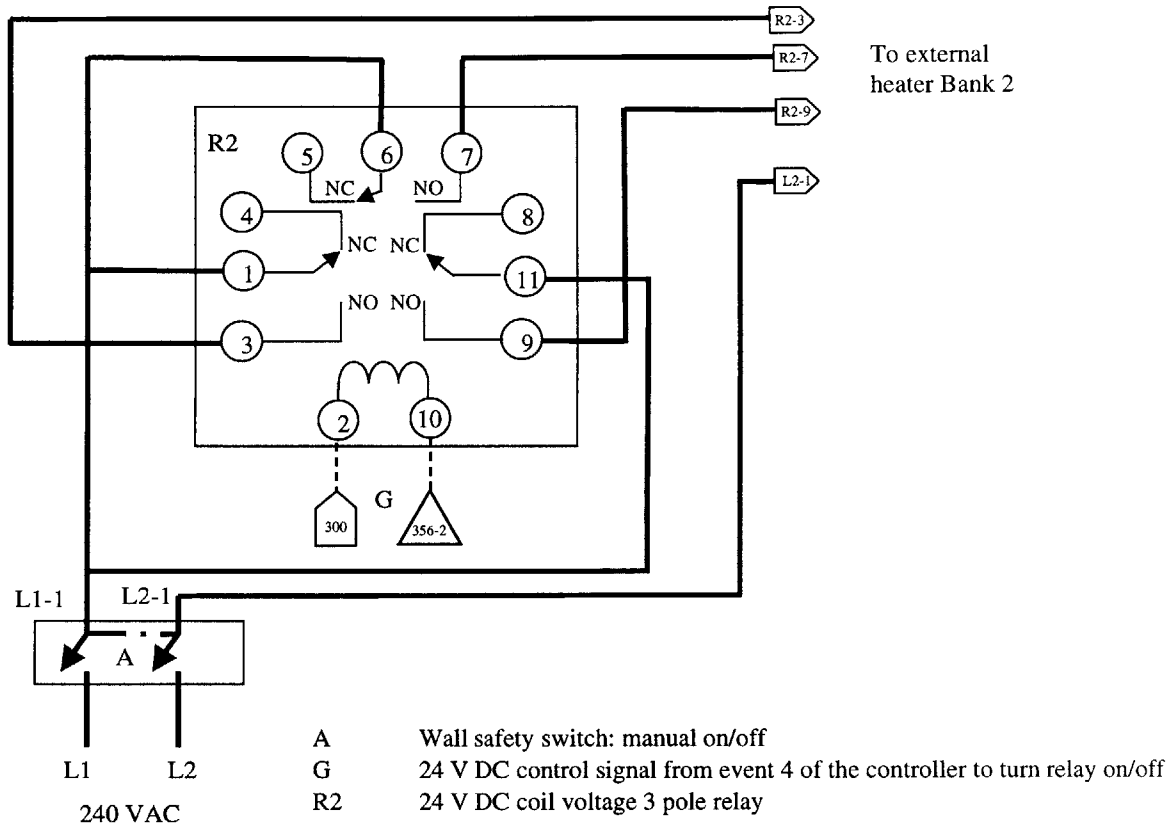 R2-3
R2-7
To external
heater Bank 2
R2-9
L2-1
R2
5
6
7
NC
NO
4
8
NC
NC
1
11
NO
NO
3
9
2
10
300
G
356-2
L1-1
L2-1
A
L1
L2
240 VAC
A Wall safety switch: manual on/off
G 24 V DC control signal from event 4 of the controller to turn relay on/off
R2 24 V DC coil voltage 3 pole relay